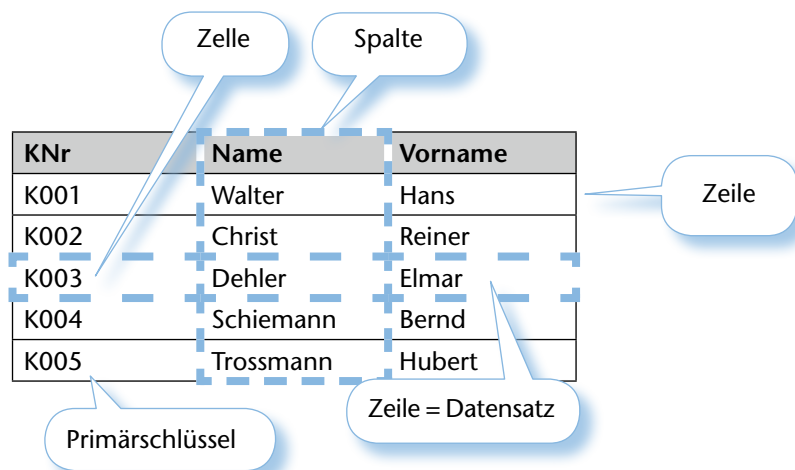 Zelle
Spalte
KNr Name Vorname
K001 Walter Hans
Zeile
K002 Christ Reiner
K003 Dehler Elmar
K004 Schiemann Bernd
K005 Trossmann Hubert
Zeile = Datensatz
Primärschlüssel